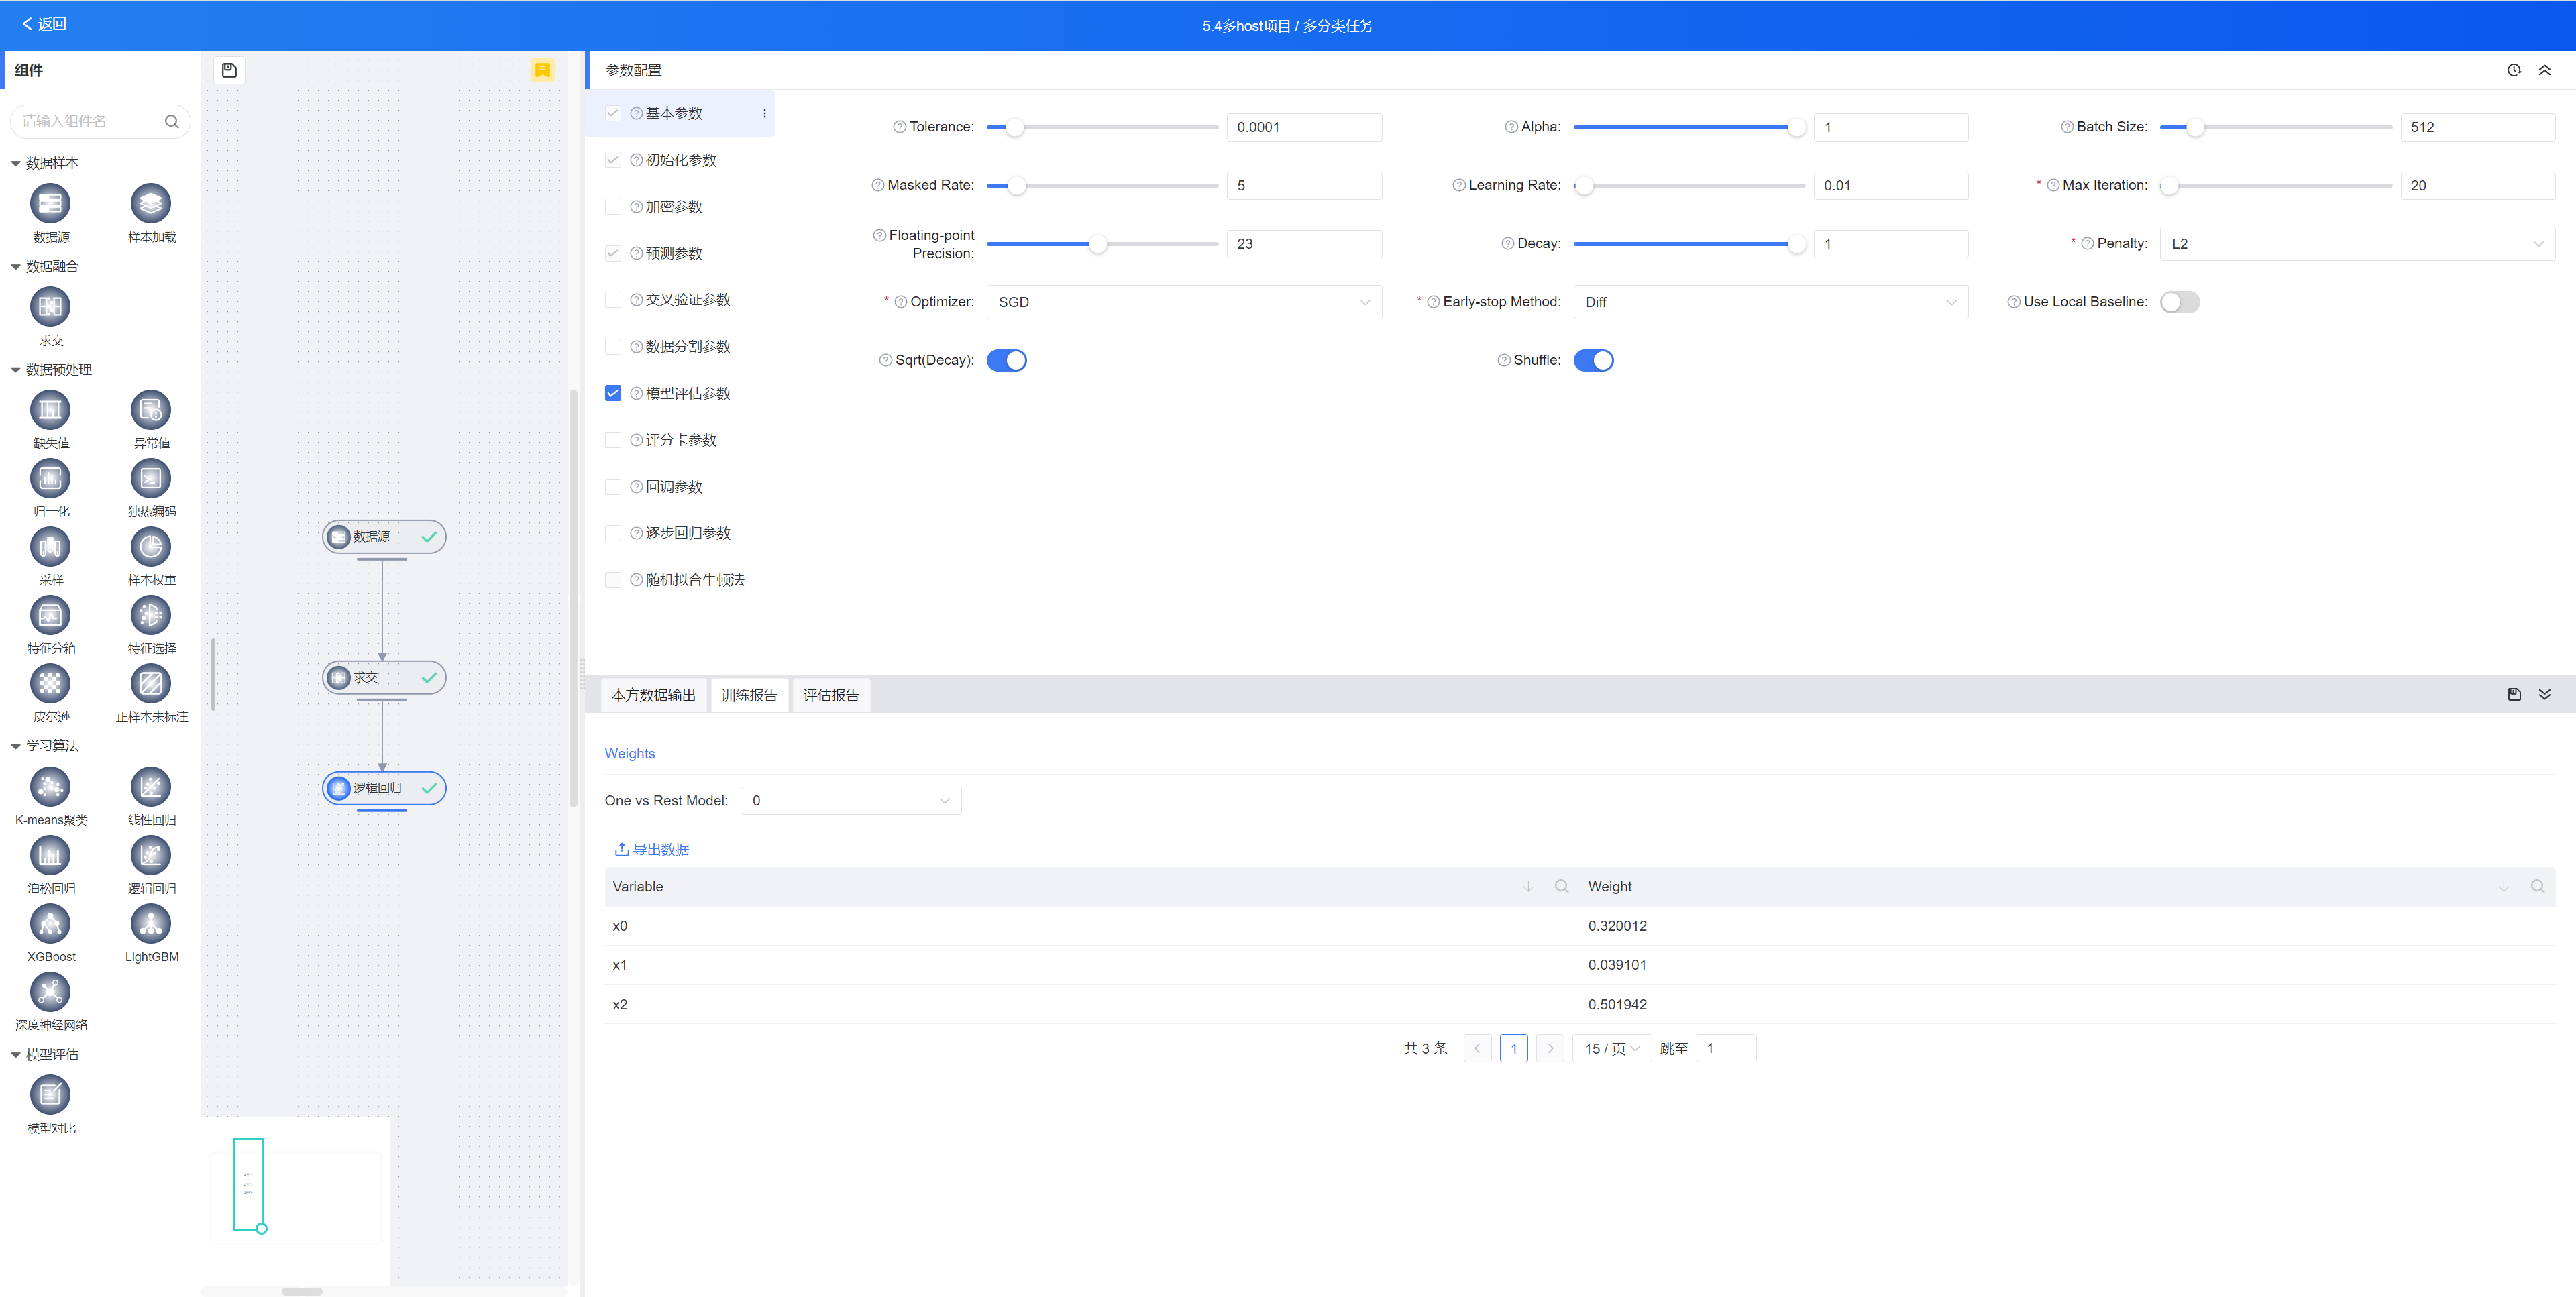 返回
5.4多host项目 / 多分类任务
组件
请输入组件名
数据样本
数据源
样本加载
数据融合
求交
数据预处理
缺失值
异常值
归一化
独热编码
采样
样本权重
特征分箱
特征选择
皮尔逊
正样本未标注
学习算法
K-means聚类
线性回归
泊松回归
逻辑回归
XGBoost
LightGBM
深度神经网络
模型评估
模型对比
数据源
求交
逻辑回归
参数配置
基本参数
初始化参数
加密参数
预测参数
交叉验证参数
数据分割参数
模型评估参数
评分卡参数
回调参数
逐步回归参数
随机拟合牛顿法
Tolerance: 0.0001
Alpha: 1
Batch Size: 512
Masked Rate: 5
Learning Rate: 0.01
* Max Iteration: 20
Floating-point
Precision: 23
Decay: 1
* Penalty: L2
* Optimizer: SGD
* Early-stop Method: Diff
Use Local Baseline:
Sqrt(Decay):
Shuffle:
本方数据输出 训练报告 评估报告
Weights
One vs Rest Model: 0
导出数据
Variable Weight
x0 0.320012
x1 0.039101
x2 0.501942
共 3 条 1 15 / 页 跳至 1